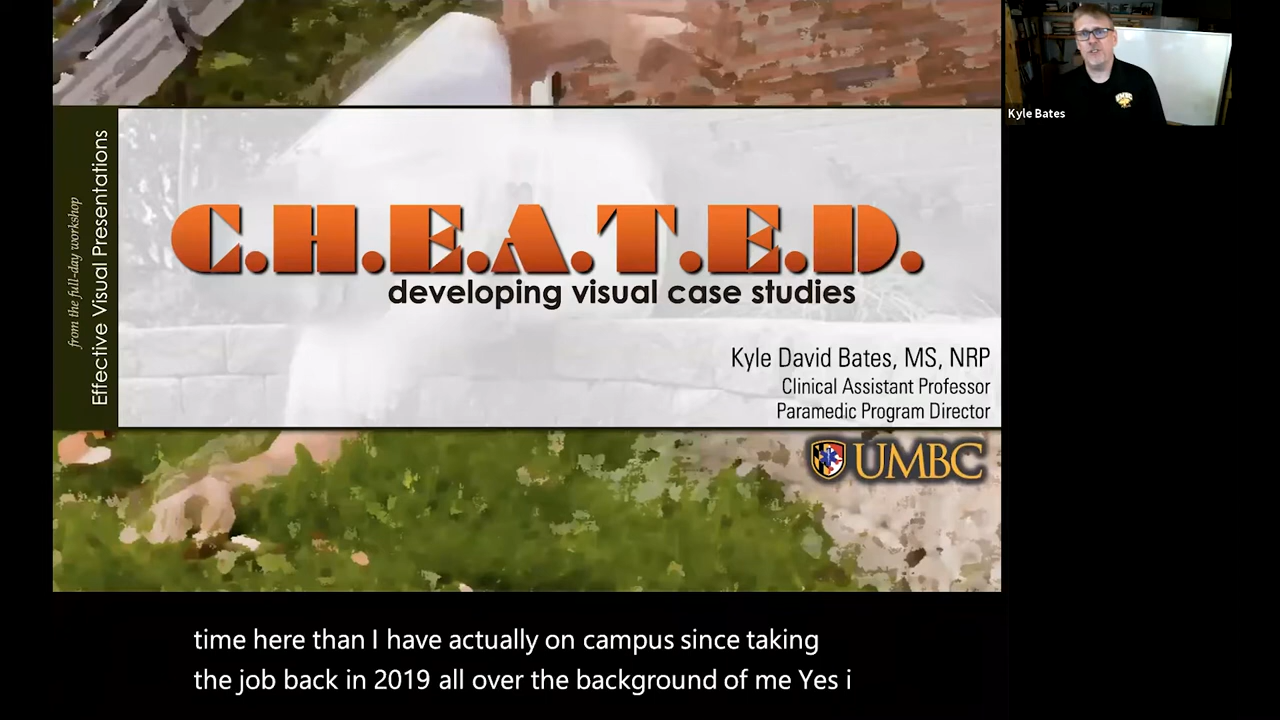 from the full-day workshop
Effective Visual Presentations
C.H.E.A.T.E.D.
developing visual case studies
Kyle David Bates, MS, NRP
Clinical Assistant Professor
Paramedic Program Director
UMBC
Kyle Bates
UMBC
time here than I have actually on campus since taking
the job back in 2019 all over the background of me Yes i